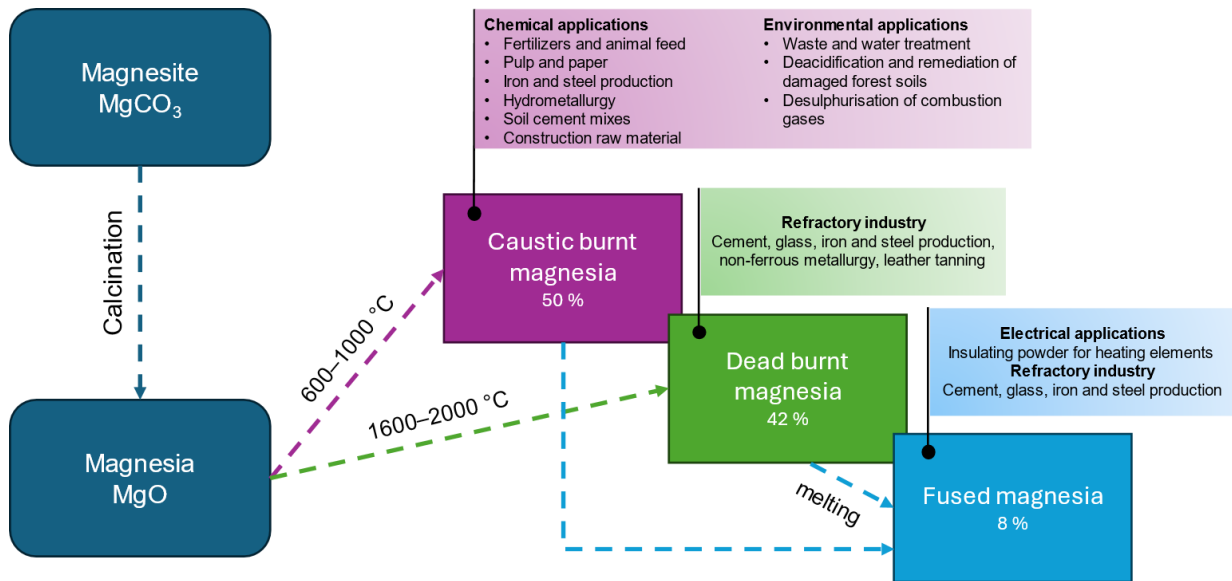 Magnesite
MgCO₃
Calcination
Magnesia
MgO
600–1000 °C
1600–2000 °C
Chemical applications
• Fertilizers and animal feed
• Pulp and paper
• Iron and steel production
• Hydrometallurgy
• Soil cement mixes
• Construction raw material
Environmental applications
• Waste and water treatment
• Deacidification and remediation of
damaged forest soils
• Desulphurisation of combustion
gases
Caustic burnt
magnesia
50 %
Refractory industry
Cement, glass, iron and steel production,
non-ferrous metallurgy, leather tanning
Dead burnt
magnesia
42 %
melting
Electrical applications
Insulating powder for heating elements
Refractory industry
Cement, glass, iron and steel production
Fused magnesia
8 %